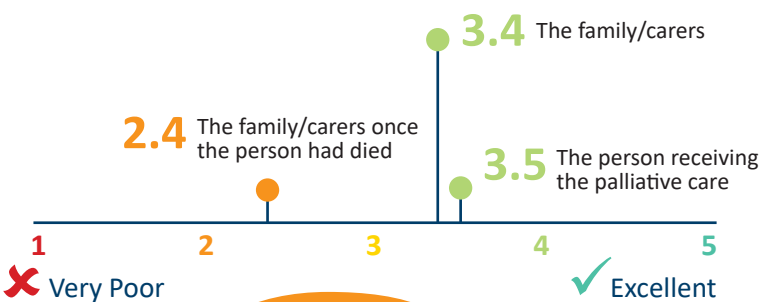 3.4 The family/carers
2.4 The family/carers once
the person had died
3.5 The person receiving
the palliative care
1 2 3 4 5
Very Poor
Excellent